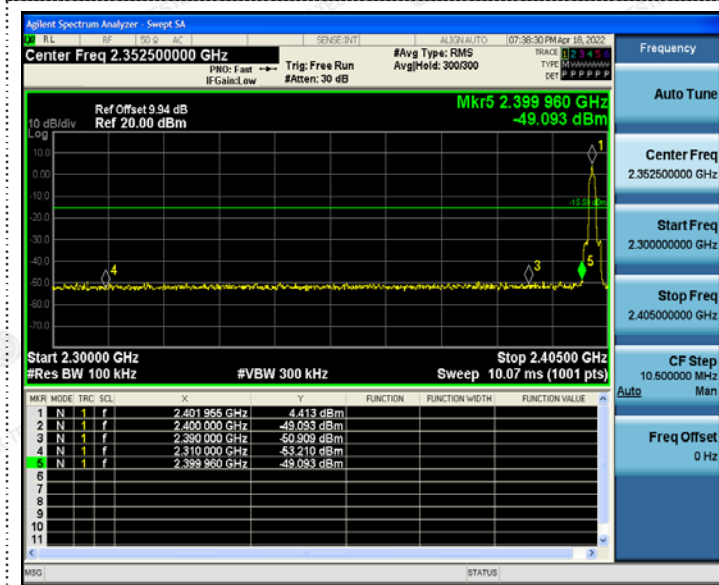 Agilent Spectrum Analyzer - Swept SA
RL RF 50 Ω AC SENSE:INT ALIGN AUTO 07:38:30 PM Apr 18, 2022
Center Freq 2.352500000 GHz
PNO: Fast
IFGain:Low
Trig: Free Run
#Atten: 30 dB
#Avg Type: RMS
Avg|Hold: 300/300
TRACE 1 2 3 4 5 6
TYPE M
DET P P P P P P
Ref Offset 9.94 dB
Ref 20.00 dBm
10 dB/div
Log
Mkr5 2.399 960 GHz
-49.093 dBm
10.0
0.00
-10.0
-20.0
-30.0
-40.0
-50.0
-60.0
-70.0
1
4
3
5
Start 2.30000 GHz
Stop 2.40500 GHz
#Res BW 100 kHz
#VBW 300 kHz
Sweep 10.07 ms (1001 pts)
MKR MODE TRC SCL X Y FUNCTION FUNCTION WIDTH FUNCTION VALUE
1 N 1 f 2.401 955 GHz 4.413 dBm
2 N 1 f 2.400 000 GHz -49.093 dBm
3 N 1 f 2.390 000 GHz -50.909 dBm
4 N 1 f 2.310 000 GHz -53.210 dBm
5 N 1 f 2.399 960 GHz -49.093 dBm
6
7
8
9
10
11
MSG
STATUS
Frequency
Auto Tune
Center Freq
2.352500000 GHz
Start Freq
2.300000000 GHz
Stop Freq
2.405000000 GHz
CF Step
10.500000 MHz
Auto Man
Freq Offset
0 Hz